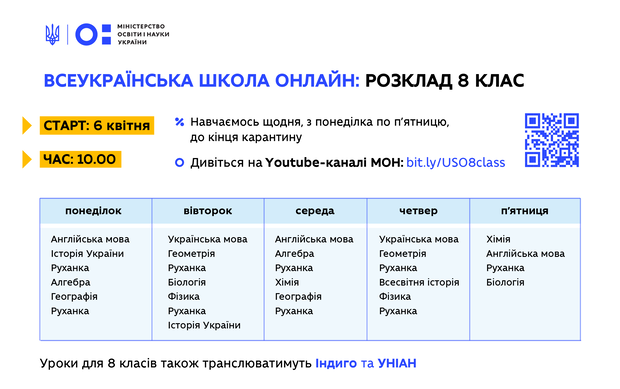 МІНІСТЕРСТВО
ОСВІТИ І НАУКИ
УКРАЇНИ
ВСЕУКРАЇНСЬКА ШКОЛА ОНЛАЙН: РОЗКЛАД 8 КЛАС
СТАРТ: 6 квітня
ЧАС: 10.00
Навчаємось щодня, з понеділка по п’ятницю,
до кінця карантину
Дивіться на Youtube-каналі МОН: bit.ly/USO8class
понеділок вівторок середа четвер п’ятниця
Англійська мова Українська мова Англійська мова Українська мова Хімія
Історія України Геометрія Алгебра Геометрія Англійська мова
Руханка Руханка Руханка Руханка Руханка
Алгебра Біологія Хімія Всесвітня історія Біологія
Географія Фізика Географія Фізика
Руханка Руханка Руханка Руханка
Історія України
Уроки для 8 класів також транслюватимуть Індиго та УНІАН